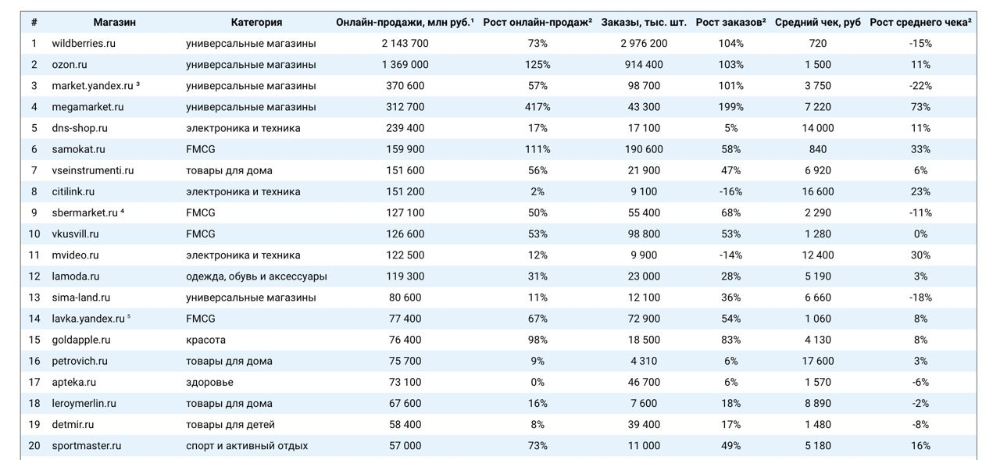 # Магазин Категория Онлайн-продажи, млн руб.¹ Рост онлайн-продаж² Заказы, тыс. шт. Рост заказов² Средний чек, руб Рост среднего чека²
1 wildberries.ru универсальные магазины 2 143 700 73% 2 976 200 104% 720 -15%
2 ozon.ru универсальные магазины 1 369 000 125% 914 400 103% 1 500 11%
3 market.yandex.ru ³ универсальные магазины 370 600 57% 98 700 101% 3 750 -22%
4 megamarket.ru универсальные магазины 312 700 417% 43 300 199% 7 220 73%
5 dns-shop.ru электроника и техника 239 400 17% 17 100 5% 14 000 11%
6 samokat.ru FMCG 159 900 111% 190 600 58% 840 33%
7 vseinstrumenti.ru товары для дома 151 600 56% 21 900 47% 6 920 6%
8 citilink.ru электроника и техника 151 200 2% 9 100 -16% 16 600 23%
9 sbermarket.ru ⁴ FMCG 127 100 50% 55 400 68% 2 290 -11%
10 vkusvill.ru FMCG 126 600 53% 98 800 53% 1 280 0%
11 mvideo.ru электроника и техника 122 500 12% 9 900 -14% 12 400 30%
12 lamoda.ru одежда, обувь и аксессуары 119 300 31% 23 000 28% 5 190 3%
13 sima-land.ru универсальные магазины 80 600 11% 12 100 36% 6 660 -18%
14 lavka.yandex.ru ⁵ FMCG 77 400 67% 72 900 54% 1 060 8%
15 goldapple.ru красота 76 400 98% 18 500 83% 4 130 8%
16 petrovich.ru товары для дома 75 700 9% 4 310 6% 17 600 3%
17 apteka.ru здоровье 73 100 0% 46 700 6% 1 570 -6%
18 leroymerlin.ru товары для дома 67 600 16% 7 600 18% 8 890 -2%
19 detmir.ru товары для детей 58 400 8% 39 400 17% 1 480 -8%
20 sportmaster.ru спорт и активный отдых 57 000 73% 11 000 49% 5 180 16%